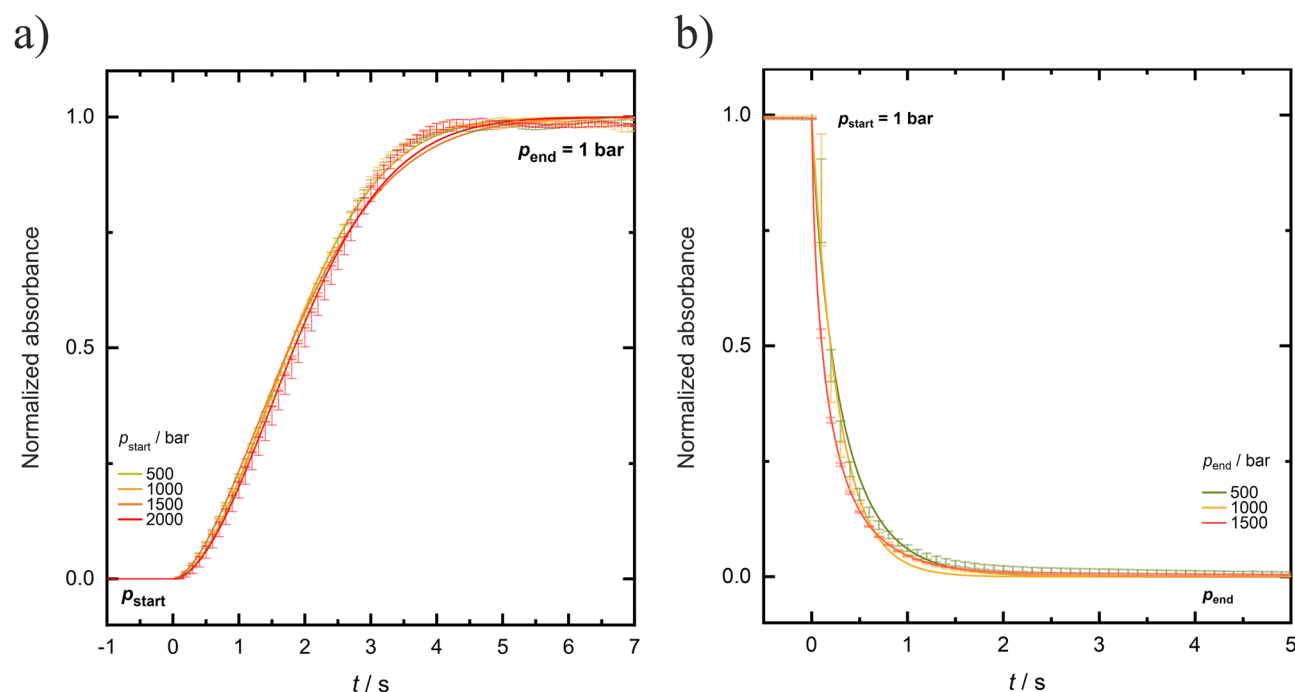 a)
Normalized absorbance
1.0
0.5
0.0
p_end = 1 bar
p_start / bar
500
1000
1500
2000
p_start
-1 0 1 2 3 4 5 6 7
t / s
b)
Normalized absorbance
1.0
0.5
0.0
p_start = 1 bar
p_end / bar
500
1000
1500
p_end
0 1 2 3 4 5
t / s